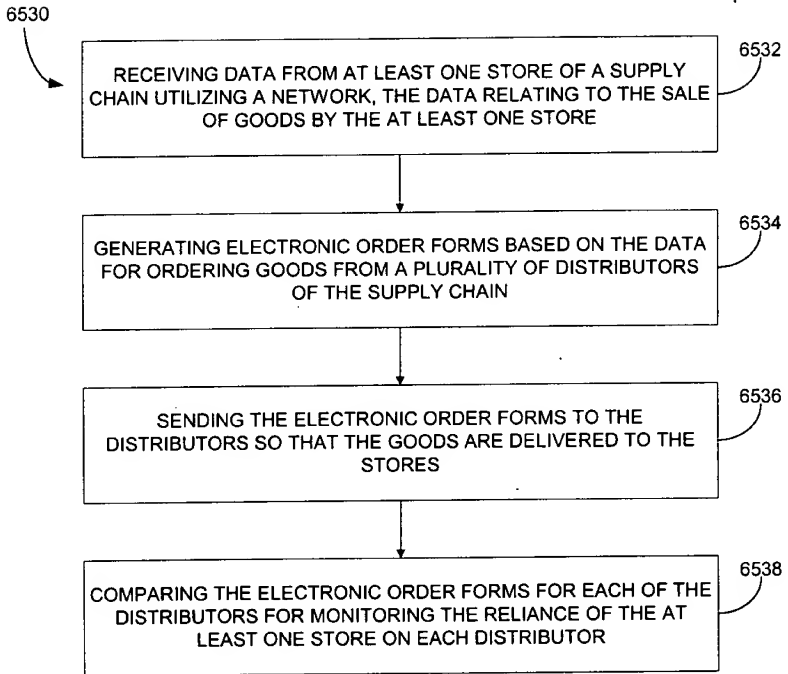 6530
6532
RECEIVING DATA FROM AT LEAST ONE STORE OF A SUPPLY
CHAIN UTILIZING A NETWORK, THE DATA RELATING TO THE SALE
OF GOODS BY THE AT LEAST ONE STORE
6534
GENERATING ELECTRONIC ORDER FORMS BASED ON THE DATA
FOR ORDERING GOODS FROM A PLURALITY OF DISTRIBUTORS
OF THE SUPPLY CHAIN
6536
SENDING THE ELECTRONIC ORDER FORMS TO THE
DISTRIBUTORS SO THAT THE GOODS ARE DELIVERED TO THE
STORES
6538
COMPARING THE ELECTRONIC ORDER FORMS FOR EACH OF THE
DISTRIBUTORS FOR MONITORING THE RELIANCE OF THE AT
LEAST ONE STORE ON EACH DISTRIBUTOR